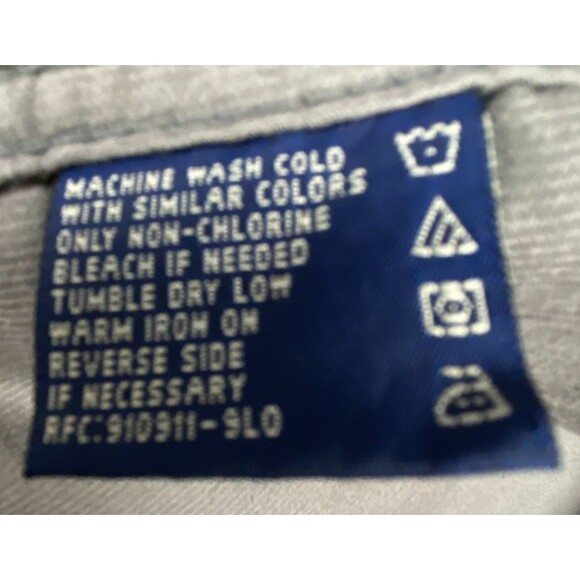 MACHINE WASH COLD
WITH SIMILAR COLORS
ONLY NON-CHLORINE
BLEACH IF NEEDED
TUMBLE DRY LOW
WARM IRON ON
REVERSE SIDE
IF NECESSARY
RFC:910911-9LO